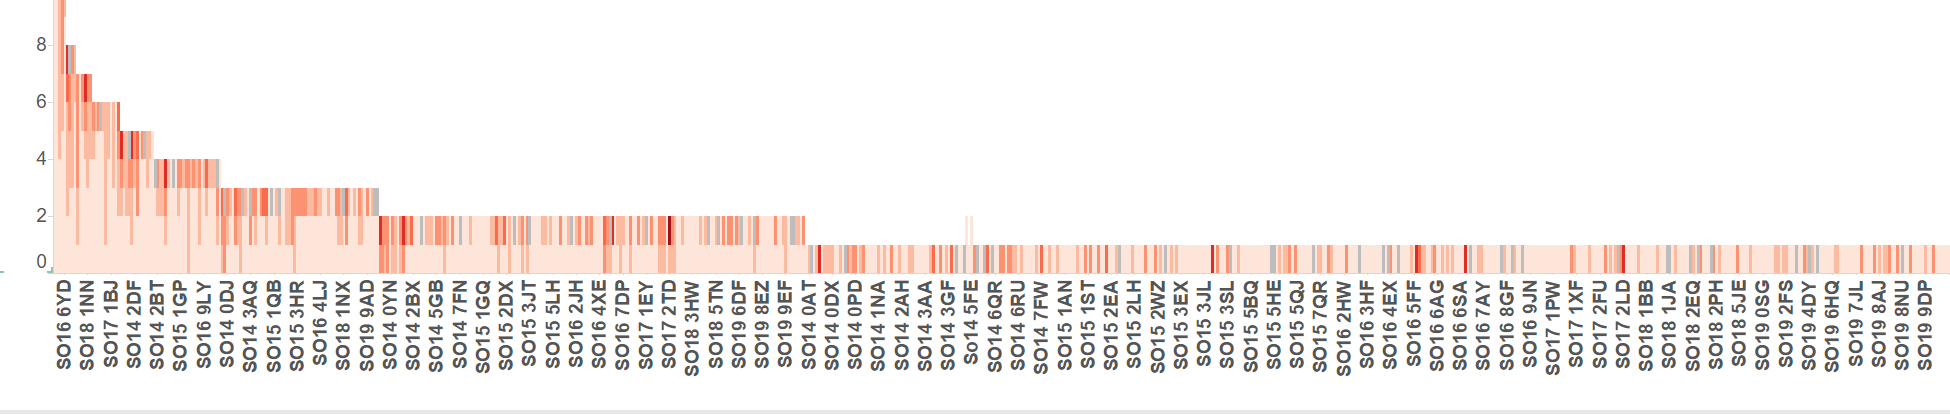 8
6
4
2
0
SO16 6YD
SO18 1NN
SO17 1BJ
SO14 2DF
SO14 2BT
SO15 1GP
SO16 9LY
SO14 0DJ
SO14 3AQ
SO15 1QB
SO15 3HR
SO16 4LJ
SO18 1NX
SO19 9AD
SO14 0YN
SO14 2BX
SO14 5GB
SO14 7FN
SO15 1GQ
SO15 2DX
SO15 3JT
SO15 5LH
SO16 2JH
SO16 4XE
SO16 7DP
SO17 1EY
SO17 2TD
SO18 3HW
SO18 5TN
SO19 6DF
SO19 8EZ
SO19 9EF
SO14 0AT
SO14 0DX
SO14 0PD
SO14 1NA
SO14 2AH
SO14 3AA
SO14 3GF
So14 5FE
SO14 6QR
SO14 6RU
SO14 7FW
SO15 1AN
SO15 1ST
SO15 2EA
SO15 2LH
SO15 2WZ
SO15 3EX
SO15 3JL
SO15 3SL
SO15 5BQ
SO15 5HE
SO15 5QJ
SO15 7QR
SO16 2HW
SO16 3HF
SO16 4EX
SO16 5FF
SO16 6AG
SO16 6SA
SO16 7AY
SO16 8GF
SO16 9JN
SO17 1PW
SO17 1XF
SO17 2FU
SO17 2LD
SO18 1BB
SO18 1JA
SO18 2EQ
SO18 2PH
SO18 5JE
SO19 0SG
SO19 2FS
SO19 4DY
SO19 6HQ
SO19 7JL
SO19 8AJ
SO19 8NU
SO19 9DP